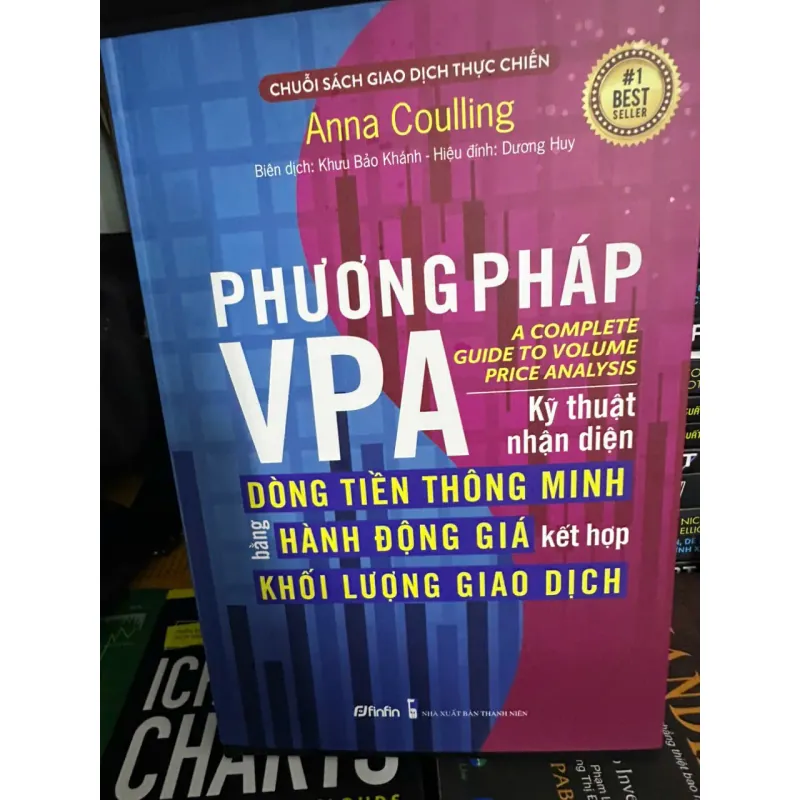 CHUỖI SÁCH GIAO DỊCH THỰC CHIẾN
Anna Coulling
Biên dịch: Khưu Bảo Khánh - Hiệu đính: Dương Huy
#1
BEST
SELLER
PHƯƠNG PHÁP
VPA
A COMPLETE
GUIDE TO VOLUME
PRICE ANALYSIS
Kỹ thuật
nhận diện
DÒNG TIỀN THÔNG MINH
bằng HÀNH ĐỘNG GIÁ kết hợp
KHỐI LƯỢNG GIAO DỊCH
finfin
NHÀ XUẤT BẢN THANH NIÊN
CHARTS